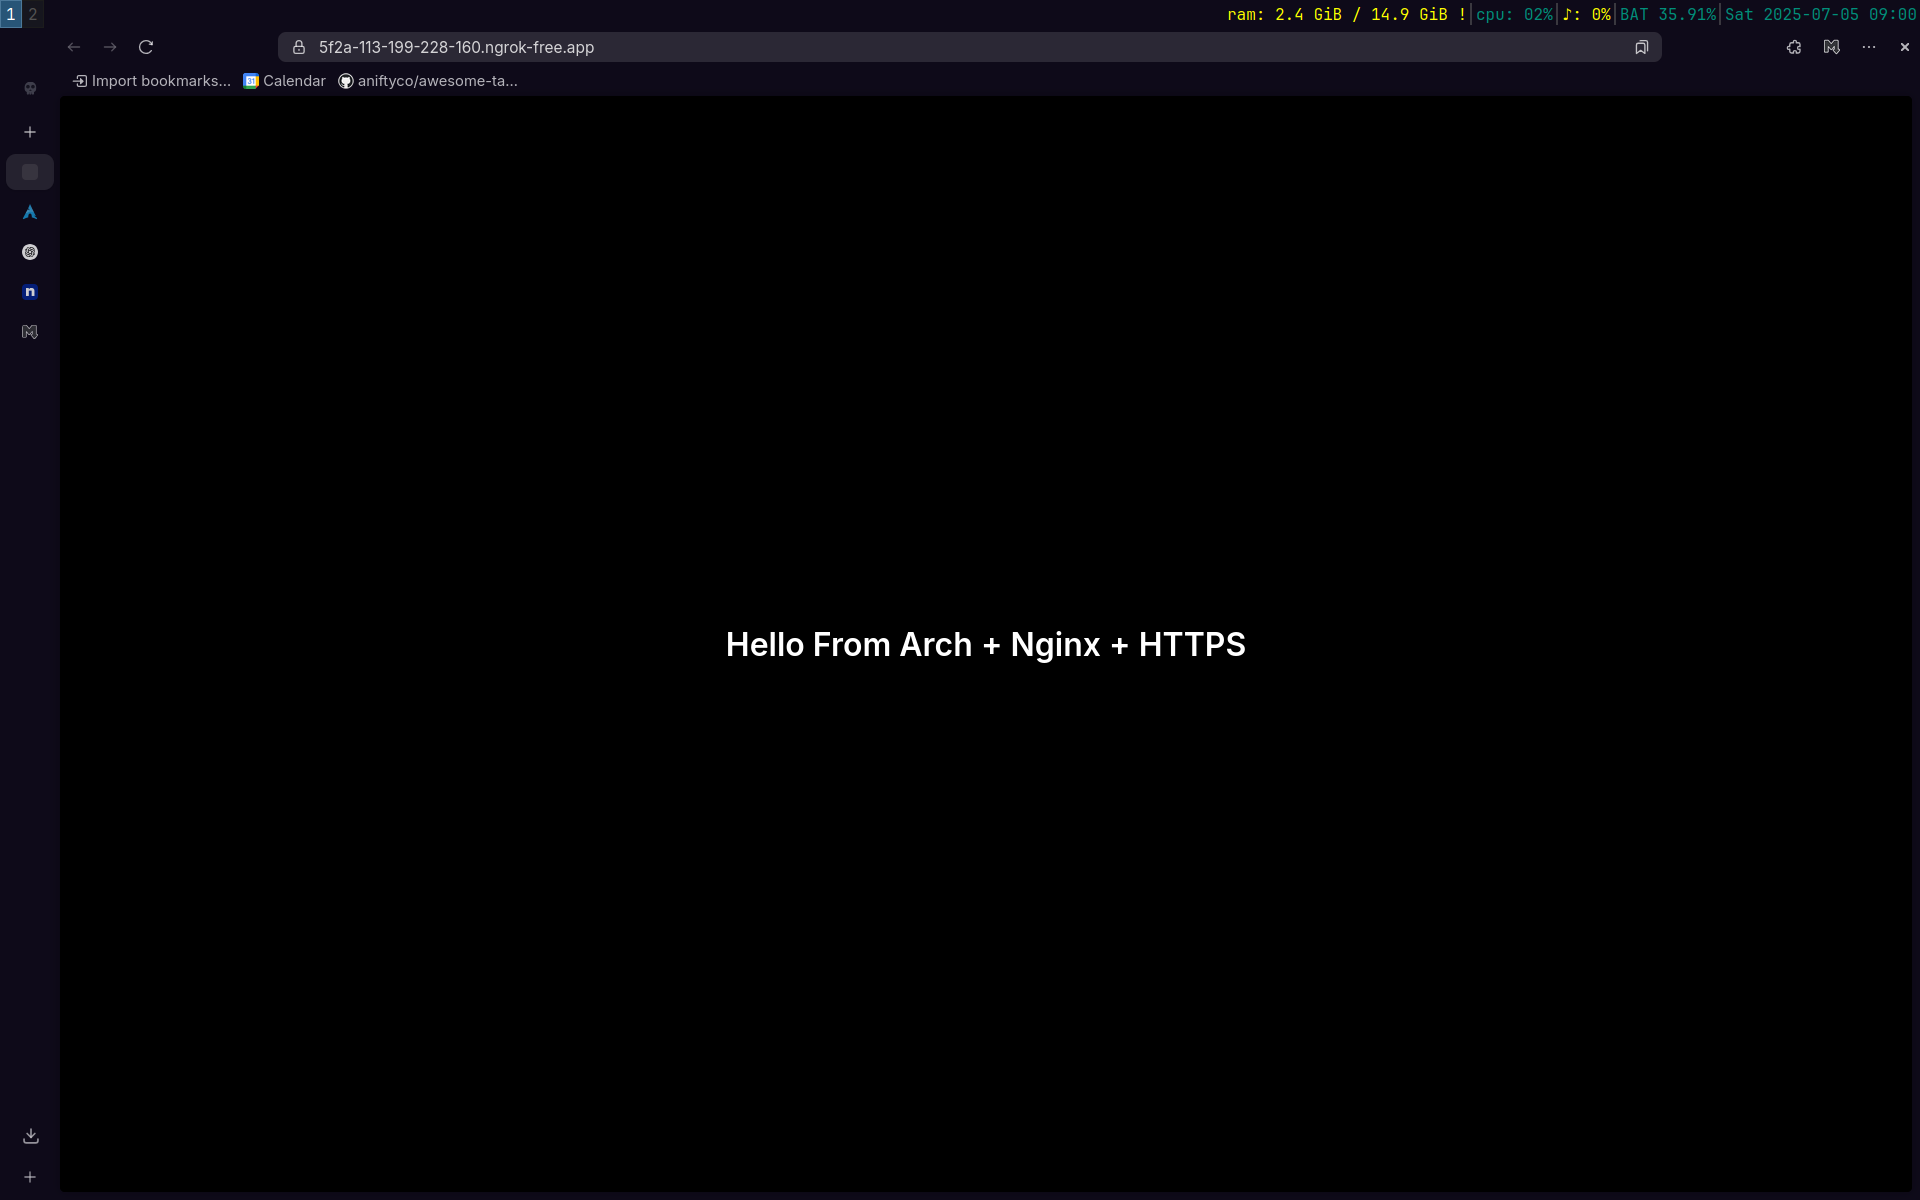 1 2
ram: 2.4 GiB / 14.9 GiB !|cpu: 02%|♪: 0%|BAT 35.91%|Sat 2025-07-05 09:00
5f2a-113-199-228-160.ngrok-free.app
Import bookmarks... Calendar aniftyco/awesome-ta...
31
n
Hello From Arch + Nginx + HTTPS